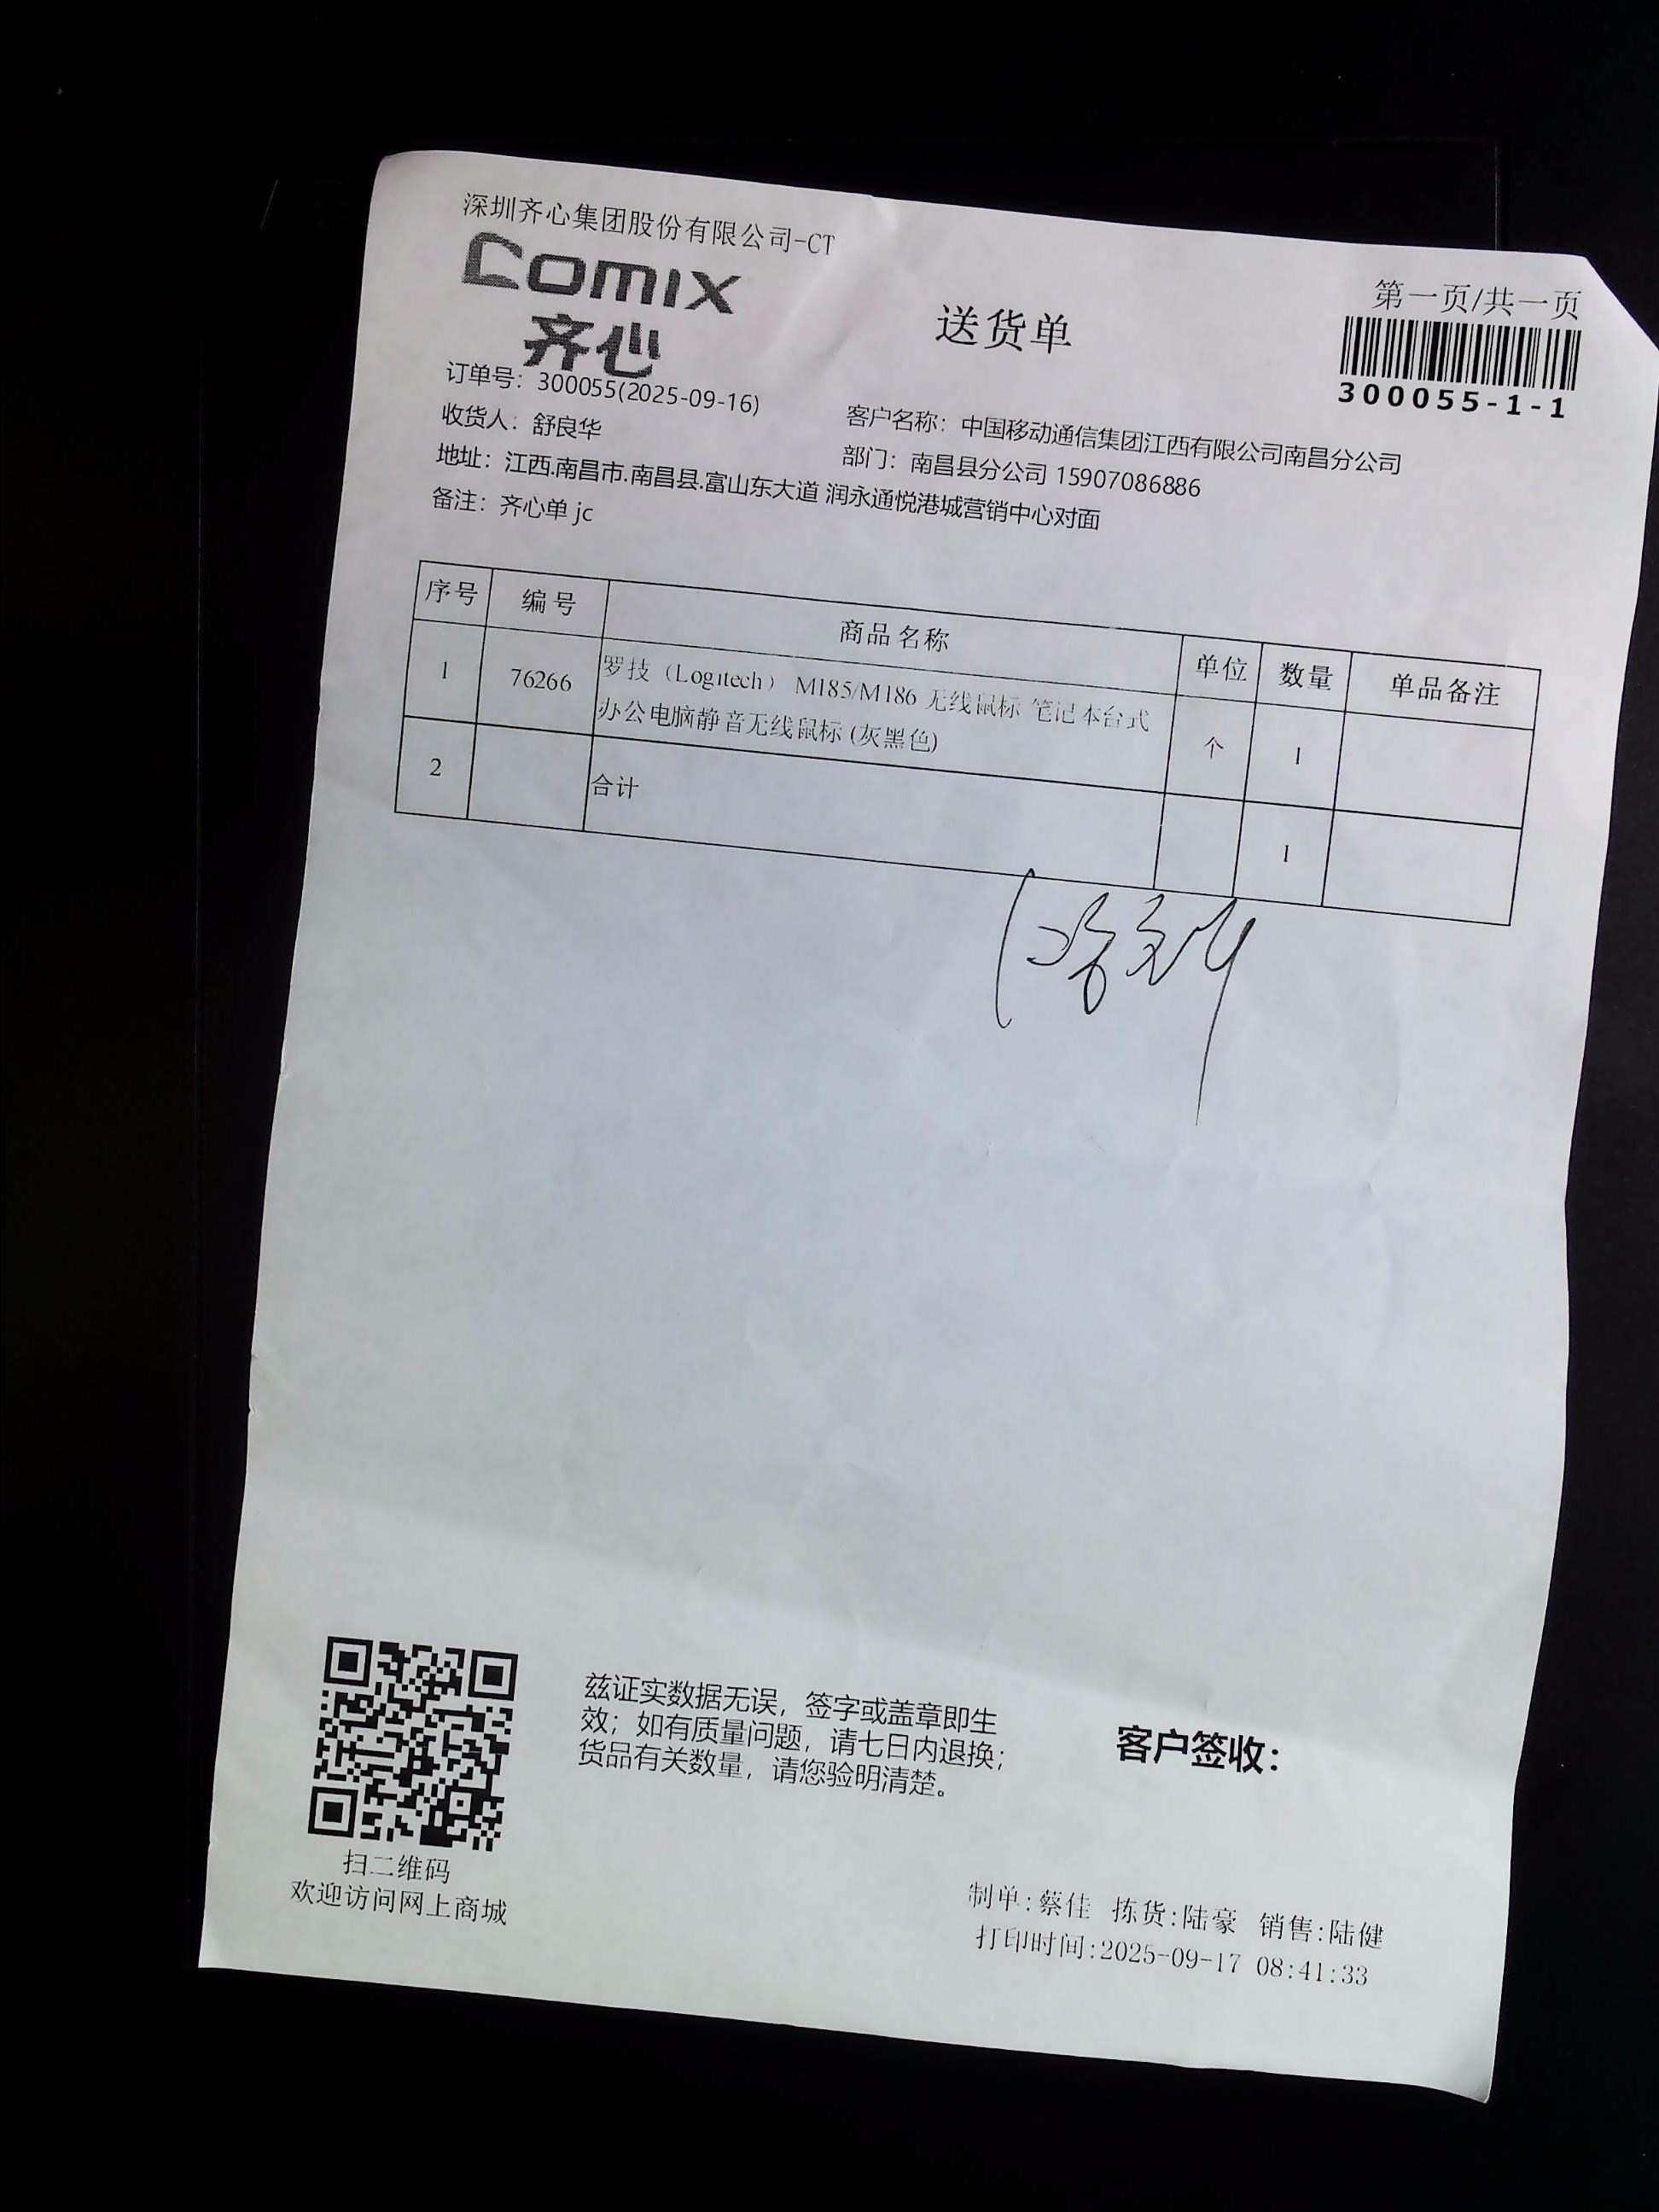 深圳齐心集团股份有限公司-CT
comix
齐心
送货单
第一页/共一页
300055-1-1
订单号：300055(2025-09-16)
收货人：舒良华
客户名称：中国移动通信集团江西有限公司南昌分公司
部门：南昌县分公司 15907086886
地址：江西.南昌市.南昌县.富山东大道 润永通悦港城营销中心对面
备注：齐心单 jc
序号 编号 商品名称 单位 数量 单品备注
1 76266 罗技（Logitech） M185/M186 无线鼠标 笔记本台式
办公电脑静音无线鼠标 (灰黑色) 个 1
2 合计 1
兹证实数据无误，签字或盖章即生
效；如有质量问题，请七日内退换；
货品有关数量，请您验明清楚。
客户签收：
扫二维码
欢迎访问网上商城
制单:蔡佳 拣货:陆豪 销售:陆健
打印时间:2025-09-17 08:41:33